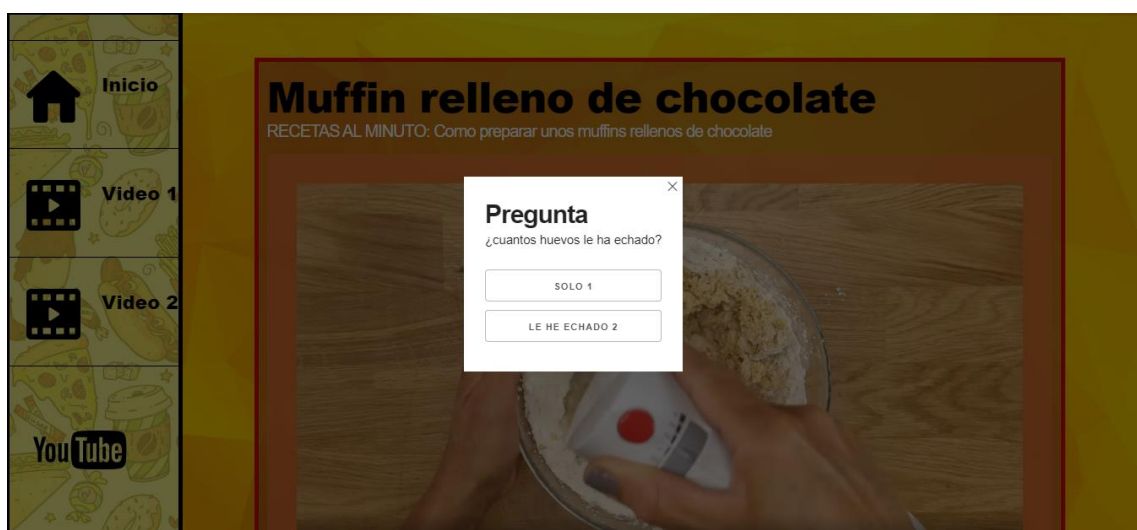 Inicio
Video 1
Video 2
YouTube
Muffin relleno de chocolate
RECETAS AL MINUTO: Como preparar unos muffins rellenos de chocolate
Pregunta
¿cuantos huevos le ha echado?
SOLO 1
LE HE ECHADO 2